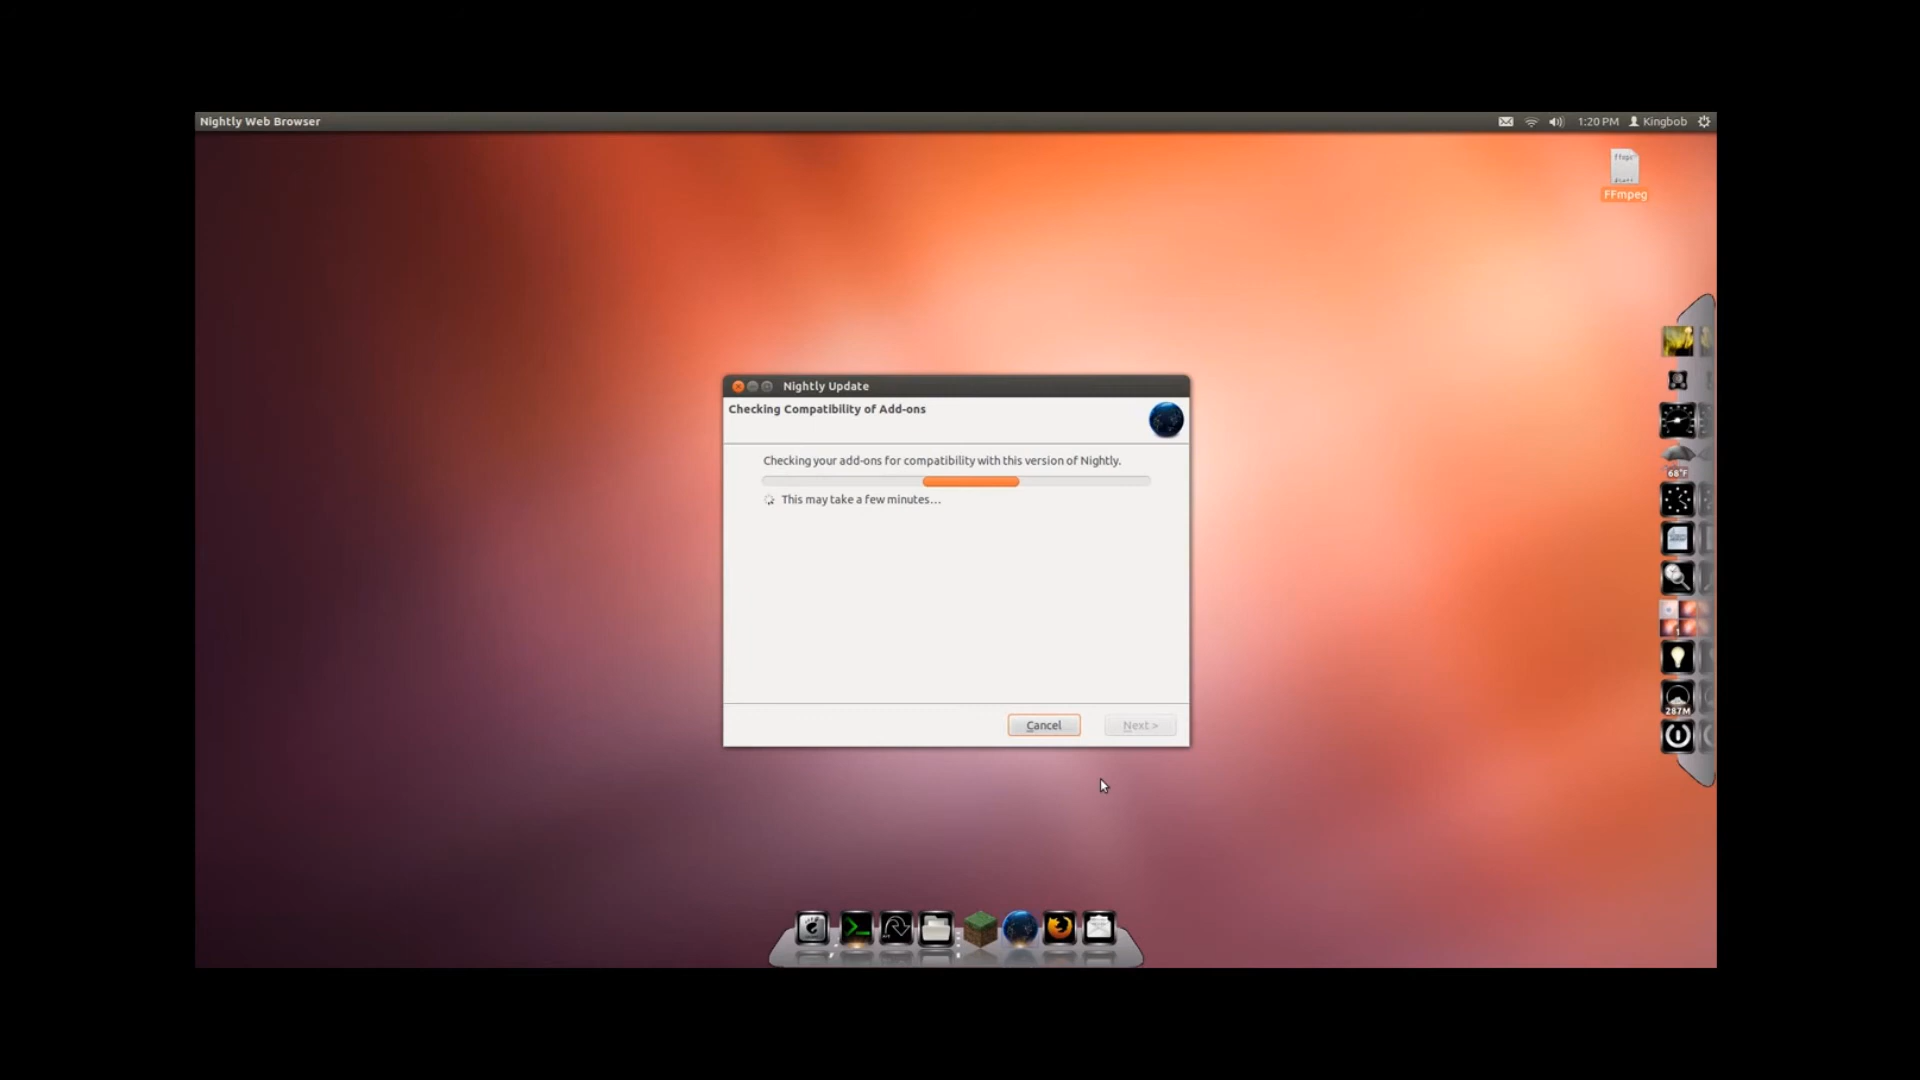 Nightly Web Browser
1:20 PM Kingbob
FFmpeg
Nightly Update
Checking Compatibility of Add-ons
Checking your add-ons for compatibility with this version of Nightly.
This may take a few minutes...
Cancel
Next >
68°F
287M